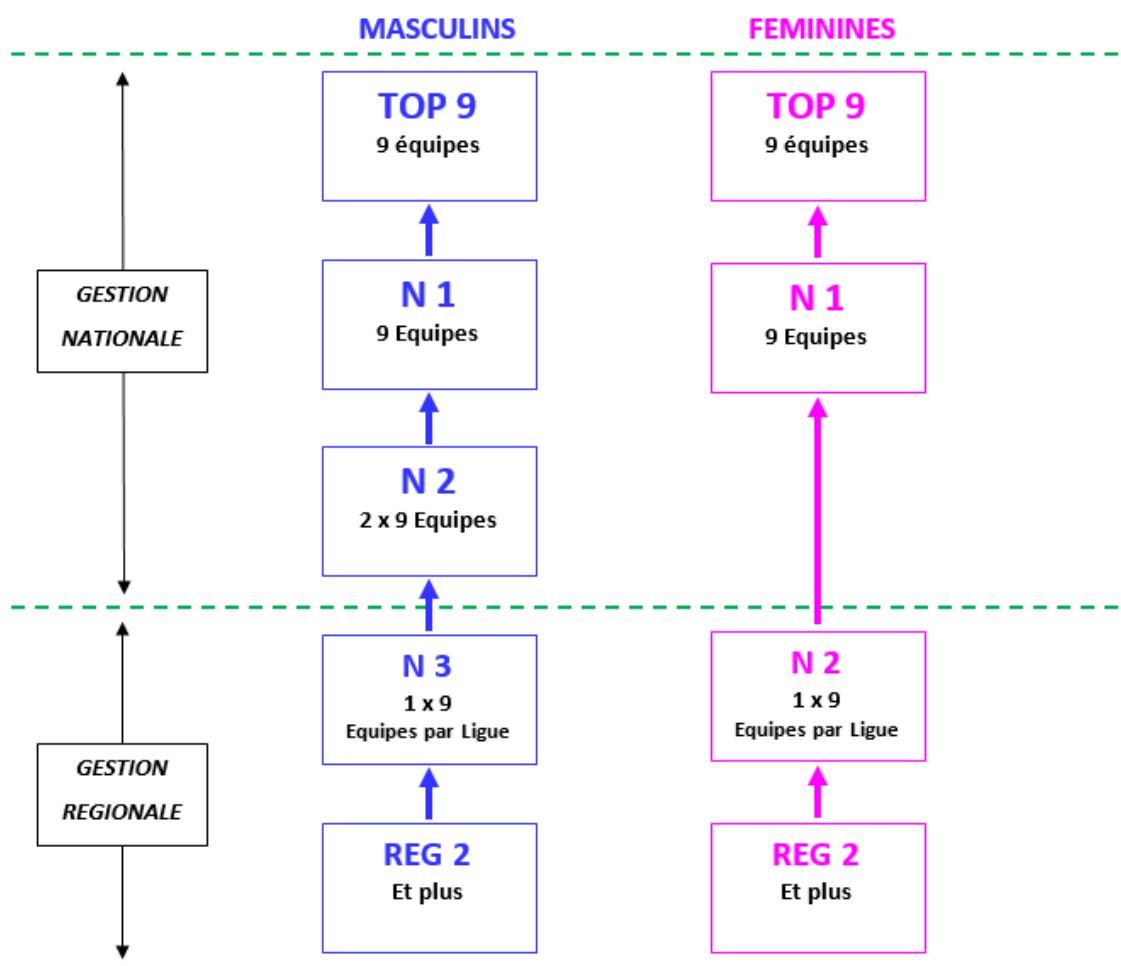 MASCULINS
FEMININES
TOP 9
9 équipes
TOP 9
9 équipes
GESTION
NATIONALE
N 1
9 Equipes
N 1
9 Equipes
N 2
2 x 9 Equipes
N 3
1 x 9
Equipes par Ligue
N 2
1 x 9
Equipes par Ligue
GESTION
REGIONALE
REG 2
Et plus
REG 2
Et plus